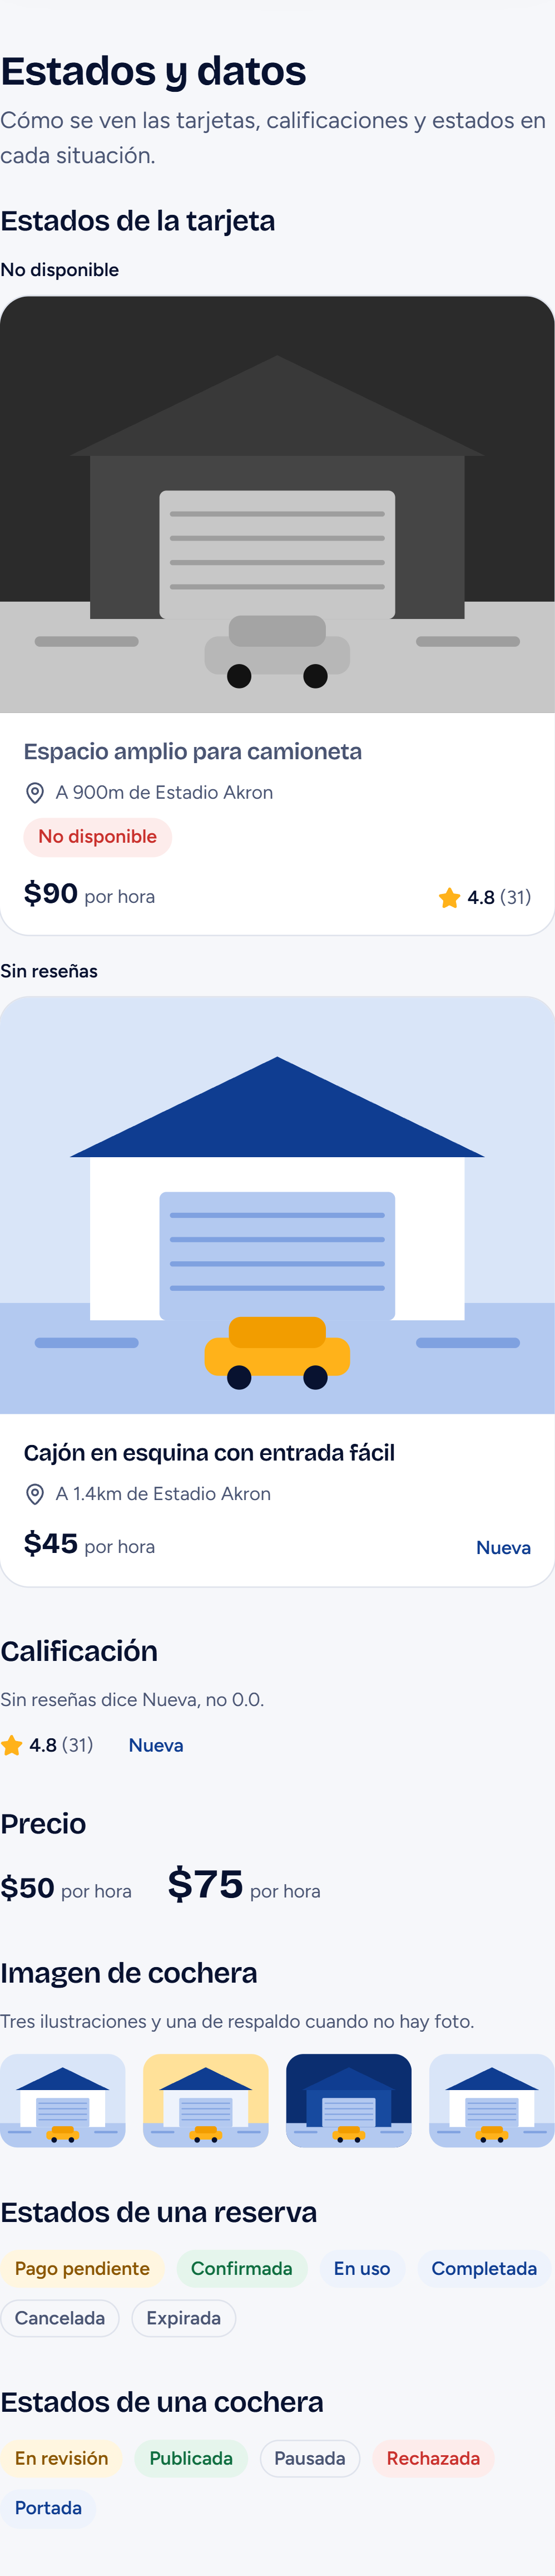 Estados y datos
Cómo se ven las tarjetas, calificaciones y estados en
cada situación.
Estados de la tarjeta
No disponible
Espacio amplio para camioneta
A 900m de Estadio Akron
No disponible
$90 por hora
4.8 (31)
Sin reseñas
Cajón en esquina con entrada fácil
A 1.4km de Estadio Akron
$45 por hora
Nueva
Calificación
Sin reseñas dice Nueva, no 0.0.
4.8 (31) Nueva
Precio
$50 por hora $75 por hora
Imagen de cochera
Tres ilustraciones y una de respaldo cuando no hay foto.
Estados de una reserva
Pago pendiente Confirmada En uso Completada
Cancelada Expirada
Estados de una cochera
En revisión Publicada Pausada Rechazada
Portada